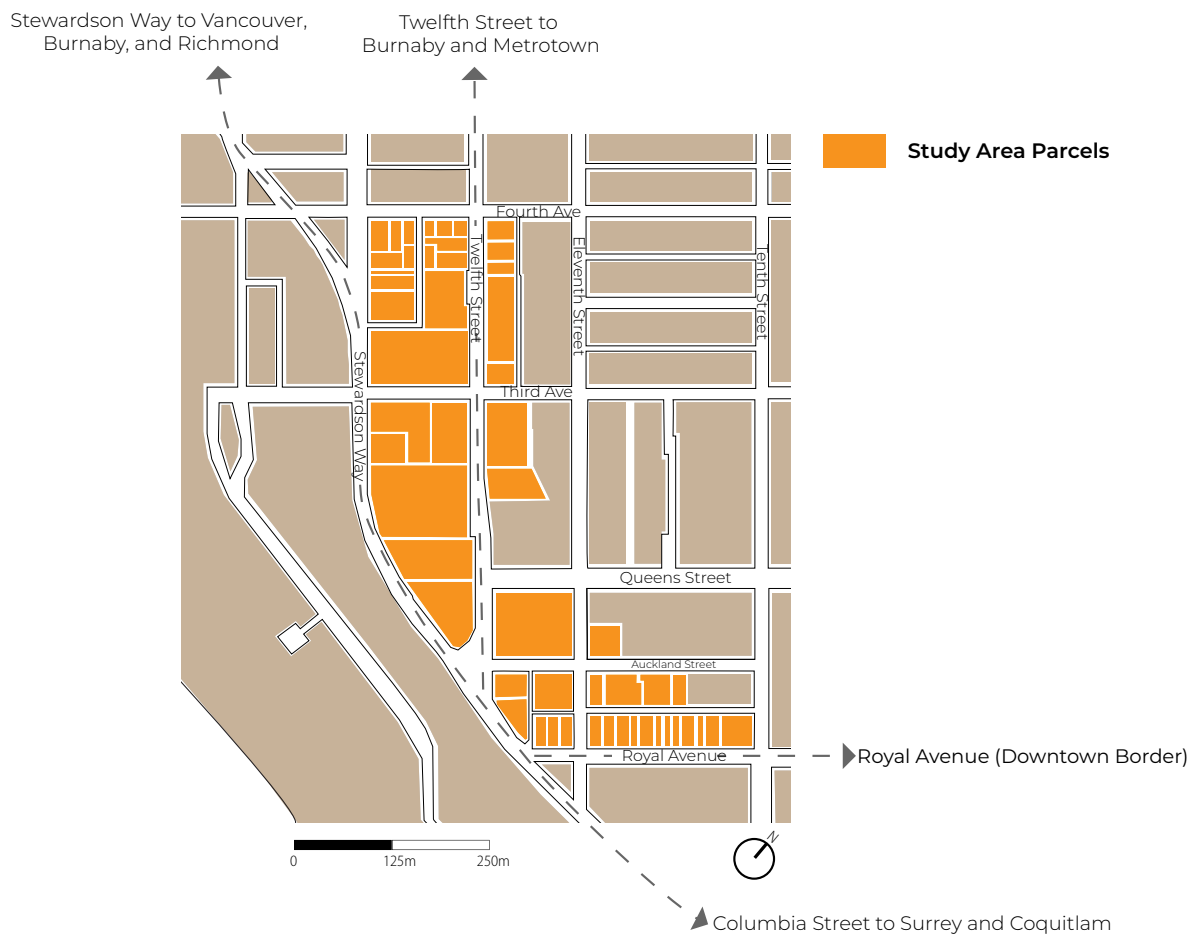 Stewardson Way to Vancouver,
Burnaby, and Richmond
Twelfth Street to
Burnaby and Metrotown
Study Area Parcels
Fourth Ave
Twelfth Street
Eleventh Street
Tenth Street
Stewardson Way
Third Ave
Queens Street
Auckland Street
Royal Avenue
Royal Avenue (Downtown Border)
0 125m 250m
N
Columbia Street to Surrey and Coquitlam